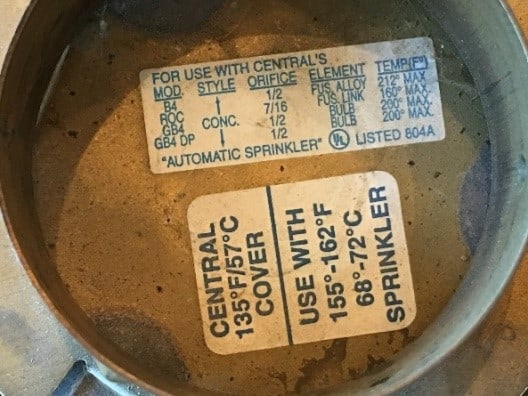 FOR USE WITH CENTRAL'S
MOD. STYLE ORIFICE ELEMENT TEMP(F°)
B4 1/2 FUS. ALLOY 212° MAX.
ROC 7/16 FUS. LINK 160° MAX.
GB4 CONC. 1/2 BULB 200° MAX.
GB4 DP 1/2 BULB 200° MAX.
"AUTOMATIC SPRINKLER" UL LISTED 804A
CENTRAL
135°F/57°C
COVER
USE WITH
155°-162°F
68°-72°C
SPRINKLER